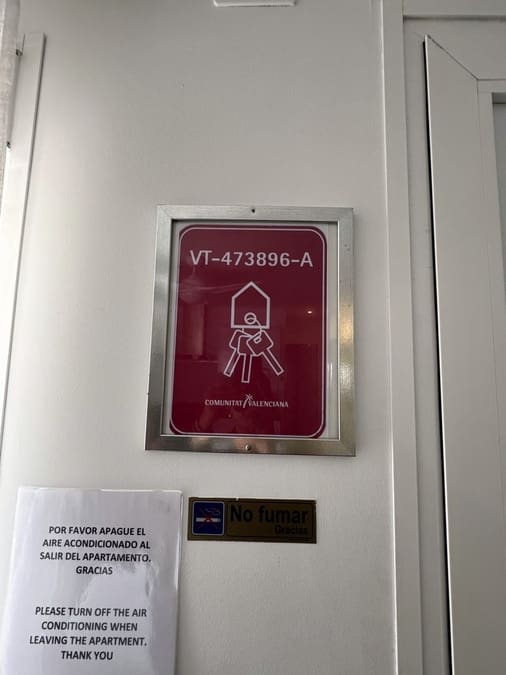 VT-473896-A
COMUNITAT VALENCIANA
No fumar
Gracias
POR FAVOR APAGUE EL
AIRE ACONDICIONADO AL
SALIR DEL APARTAMENTO.
GRACIAS
PLEASE TURN OFF THE AIR
CONDITIONING WHEN
LEAVING THE APARTMENT.
THANK YOU